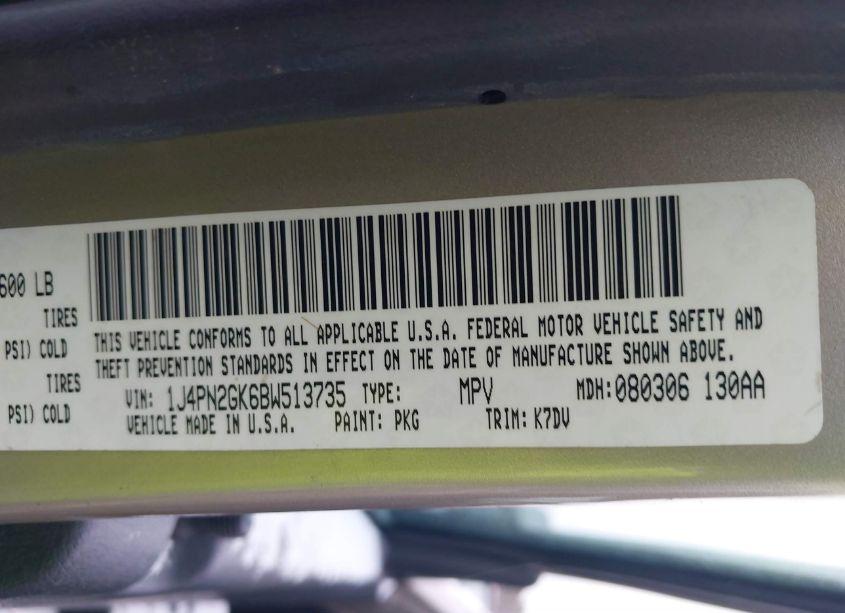 600 LB
TIRES
PSI) COLD
TIRES
PSI) COLD
THIS VEHICLE CONFORMS TO ALL APPLICABLE U.S.A. FEDERAL MOTOR VEHICLE SAFETY AND
THEFT PREVENTION STANDARDS IN EFFECT ON THE DATE OF MANUFACTURE SHOWN ABOVE.
VIN: 1J4PN2GK6BW513735 TYPE: MPV MDH:080306 130AA
VEHICLE MADE IN U.S.A. PAINT: PKG TRIM: K7DV